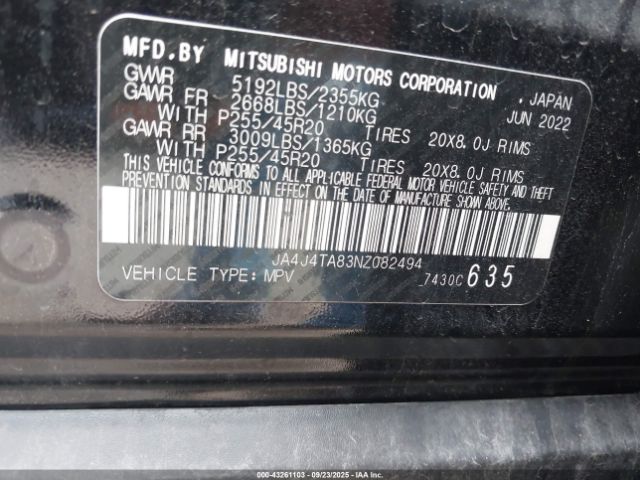 MFD.BY MITSUBISHI MOTORS CORPORATION, JAPAN
GVWR 5192LBS/2355KG JUN 2022
GAWR FR 2668LBS/1210KG
WITH P255/45R20 TIRES 20X8.0J RIMS
GAWR RR 3009LBS/1365KG
WITH P255/45R20 TIRES 20X8.0J RIMS
THIS VEHICLE CONFORMS TO ALL APPLICABLE FEDERAL MOTOR VEHICLE SAFETY AND THEFT
PREVENTION STANDARDS IN EFFECT ON THE DATE OF MANUFACTURE SHOWN ABOVE.
JA4J4TA83NZ082494
VEHICLE TYPE: MPV 7430C 635
000-43261103 - 09/23/2025 - IAAI.COM